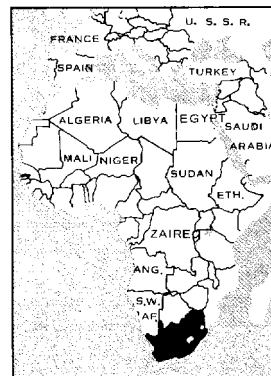 U. S. S. R.
FRANCE
SPAIN
TURKEY
ALGERIA
LIBYA
EGYPT
SAUDI
ARABIA
MALI
NIGER
SUDAN
ETH.
ZAIRE
ANG.
S.W.
AF.